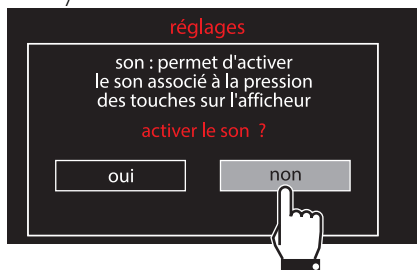 réglages
son : permet d'activer
le son associé à la pression
des touches sur l'afficheur
activer le son ?
oui
non